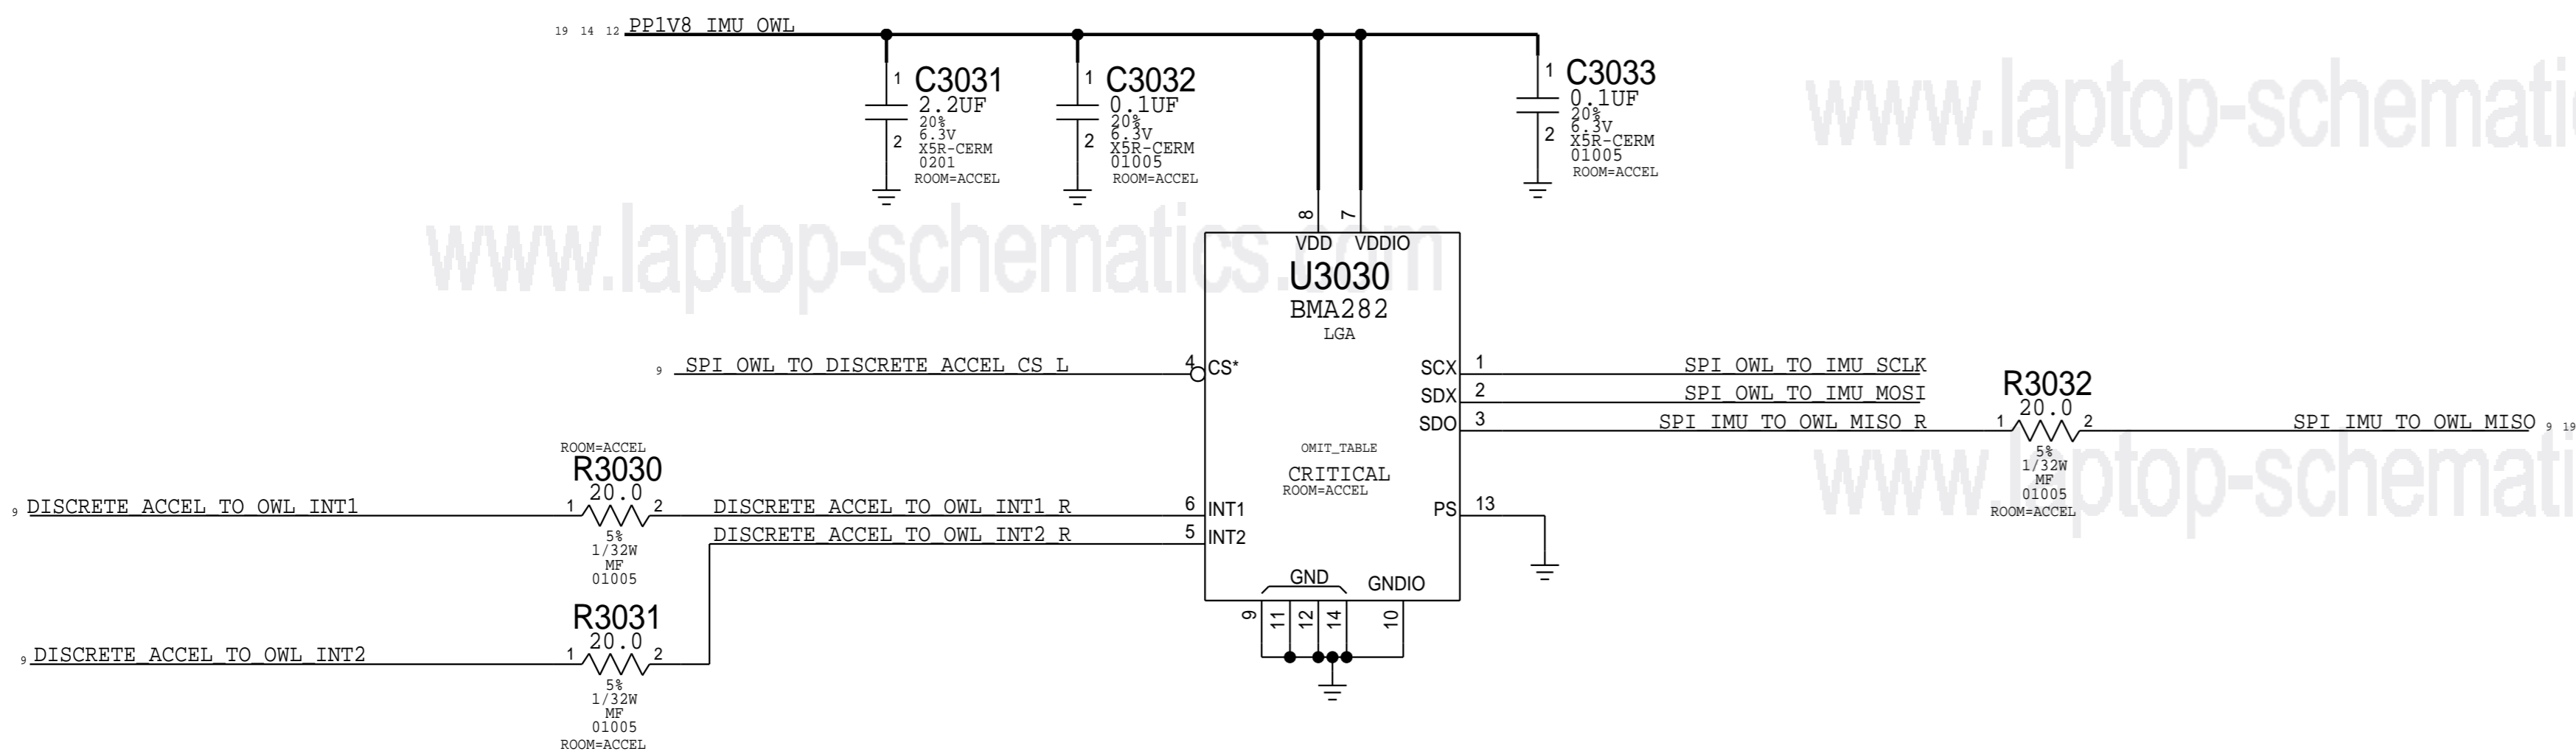 19 14 12 PP1V8_IMU_OWL
1
C3031
2.2UF
20%
6.3V
X5R-CERM
0201
ROOM=ACCEL
2
1
C3032
0.1UF
20%
6.3V
X5R-CERM
01005
ROOM=ACCEL
2
1
C3033
0.1UF
20%
6.3V
X5R-CERM
01005
ROOM=ACCEL
2
www.laptop-schemati
www.laptop-schematics.com
8 7
VDD VDDIO
U3030
BMA282
LGA
9 SPI_OWL_TO_DISCRETE_ACCEL_CS_L 4 CS*
SCX 1 SPI_OWL_TO_IMU_SCLK
SDX 2 SPI_OWL_TO_IMU_MOSI
SDO 3 SPI_IMU_TO_OWL_MISO_R
R3032
20.0
1 2
5%
1/32W
MF
01005
ROOM=ACCEL
SPI_IMU_TO_OWL_MISO 9 19
www.laptop-schemati
OMIT_TABLE
CRITICAL
ROOM=ACCEL
ROOM=ACCEL
R3030
20.0
9 DISCRETE_ACCEL_TO_OWL_INT1 1 2 DISCRETE_ACCEL_TO_OWL_INT1_R 6 INT1
5%
1/32W
MF
01005
DISCRETE_ACCEL_TO_OWL_INT2_R 5 INT2
PS 13
GND GNDIO
9 11 12 14 10
R3031
20.0
9 DISCRETE_ACCEL_TO_OWL_INT2 1 2
5%
1/32W
MF
01005
ROOM=ACCEL